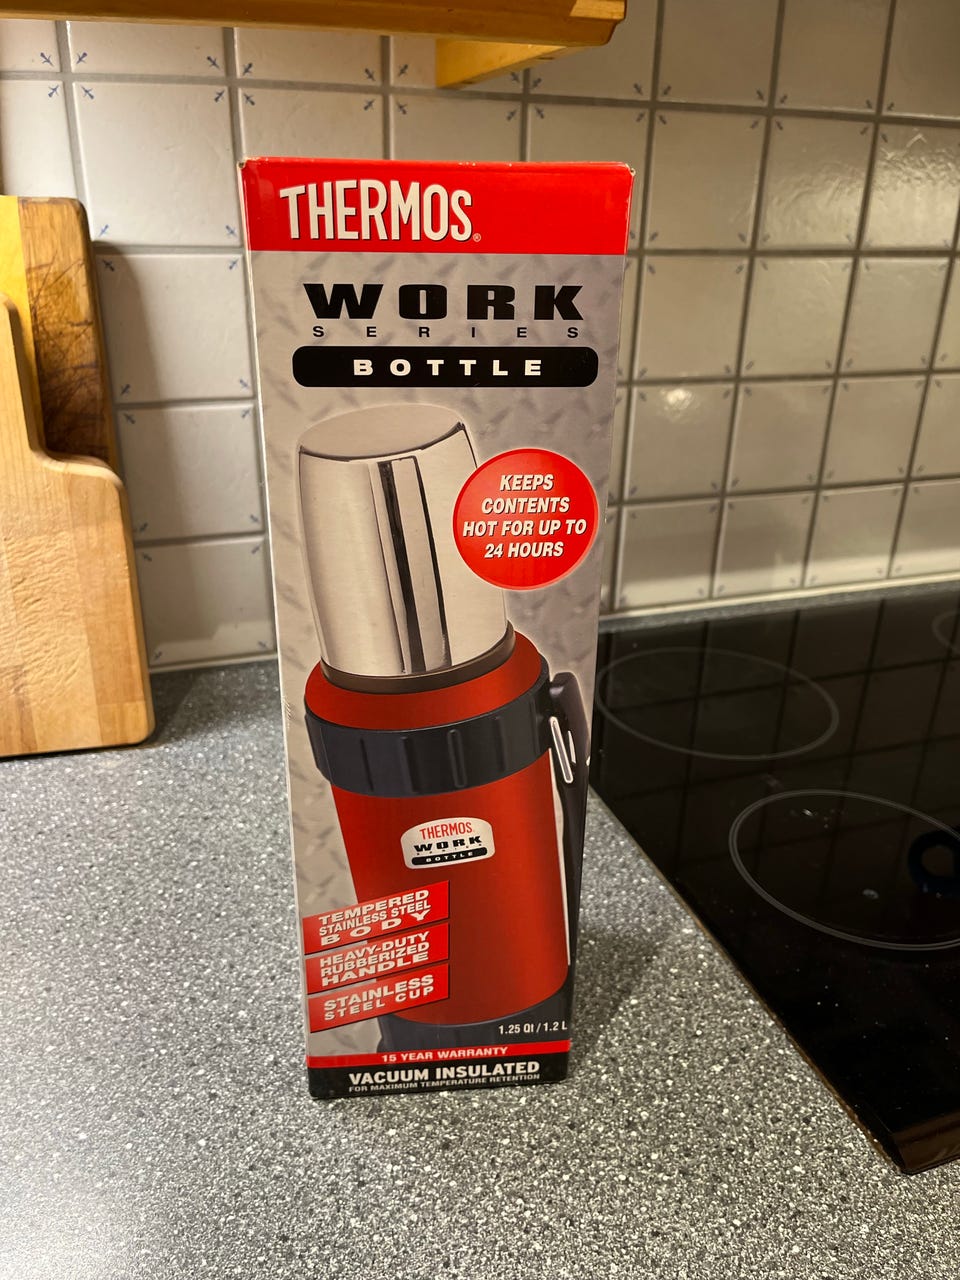 THERMOS®
WORK
SERIES
BOTTLE
KEEPS
CONTENTS
HOT FOR UP TO
24 HOURS
THERMOS
WORK
SERIES
BOTTLE
TEMPERED
STAINLESS STEEL
BODY
HEAVY-DUTY
RUBBERIZED
HANDLE
STAINLESS
STEEL CUP
1.25 Qt / 1.2 L
15 YEAR WARRANTY
VACUUM INSULATED
FOR MAXIMUM TEMPERATURE RETENTION